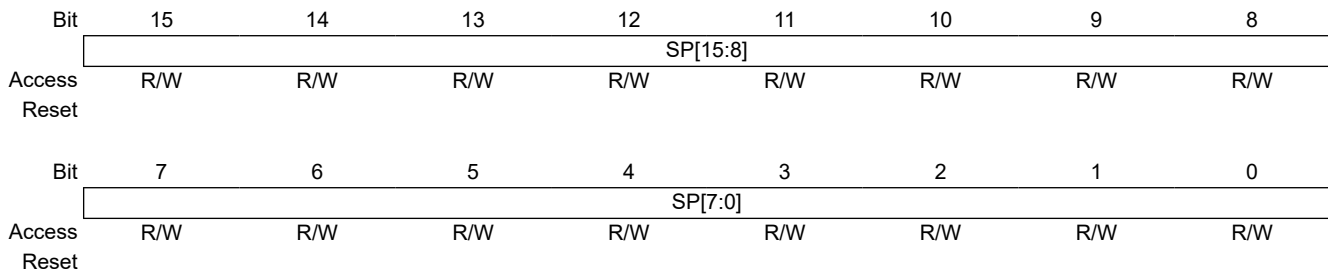 Bit 15 14 13 12 11 10 9 8
SP[15:8]
Access R/W R/W R/W R/W R/W R/W R/W R/W
Reset
Bit 7 6 5 4 3 2 1 0
SP[7:0]
Access R/W R/W R/W R/W R/W R/W R/W R/W
Reset